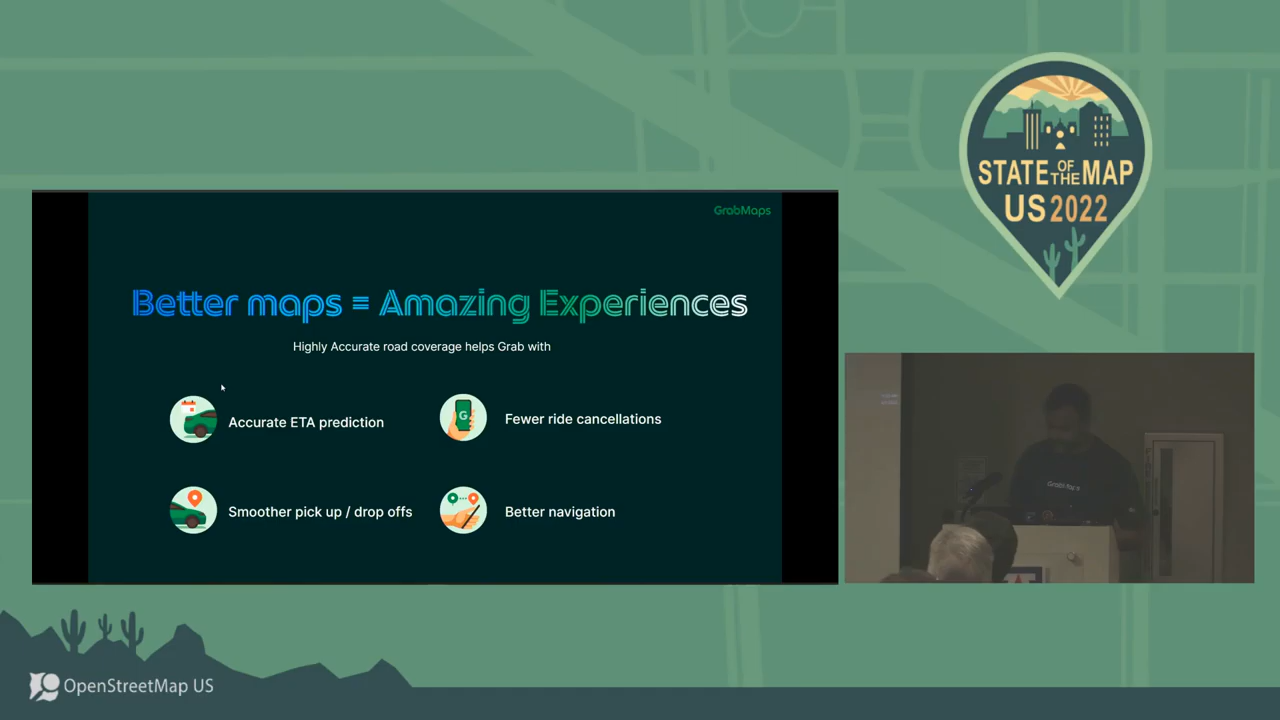 STATE OF THE MAP
US 2022
GrabMaps
Better maps = Amazing Experiences
Highly Accurate road coverage helps Grab with
Accurate ETA prediction
G
Fewer ride cancellations
Smoother pick up / drop offs
Better navigation
GrabMaps
OpenStreetMap US